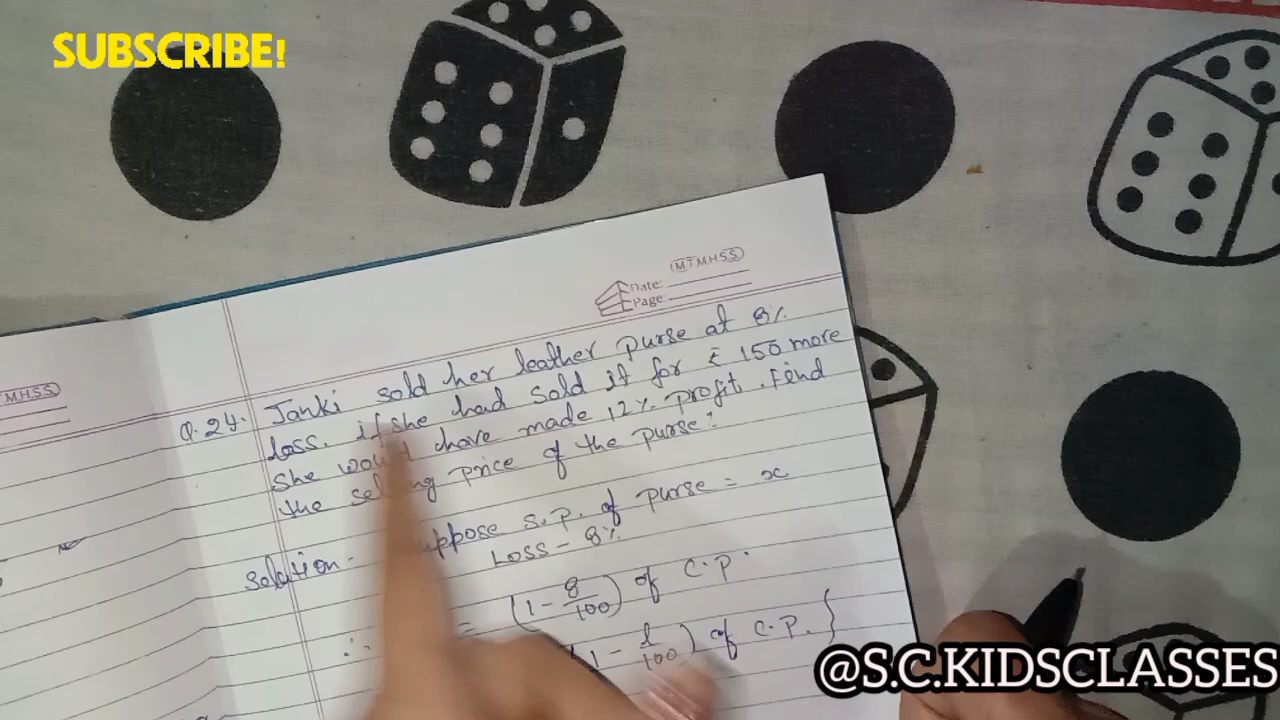 SUBSCRIBE!
MTMHSS
Date:
Page:
MHSS
Q.24. Janki sold her leather purse at 8%
loss. if she had sold it for ₹ 150 more
She would have made 12% profit. Find
the selling price of the purse?
Solution- Suppose S.P. of purse = x
Loss - 8%
∴ = (1 - 8/100) of C.P.
1 - l/100) of C.P. }
@S.C.KIDSCLASSES